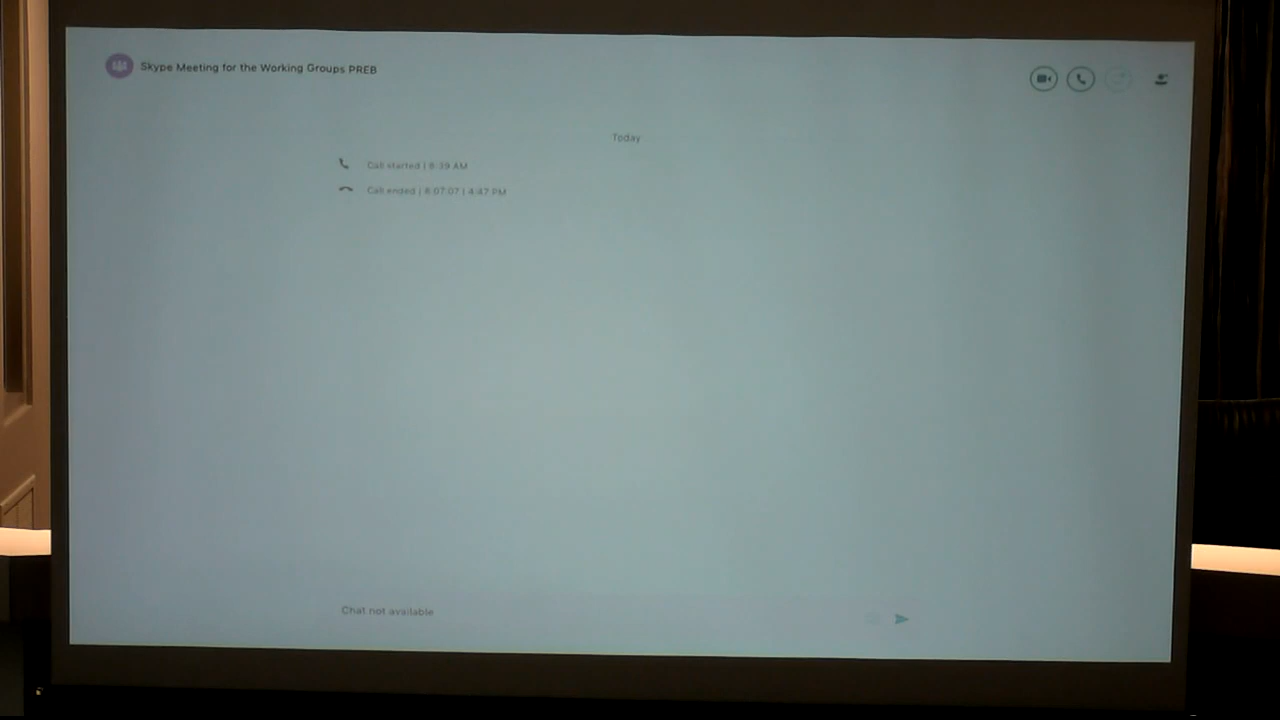 Skype Meeting for the Working Groups PREB
Today
Call started | 8:39 AM
Call ended | 8:07:07 | 4:47 PM
Chat not available